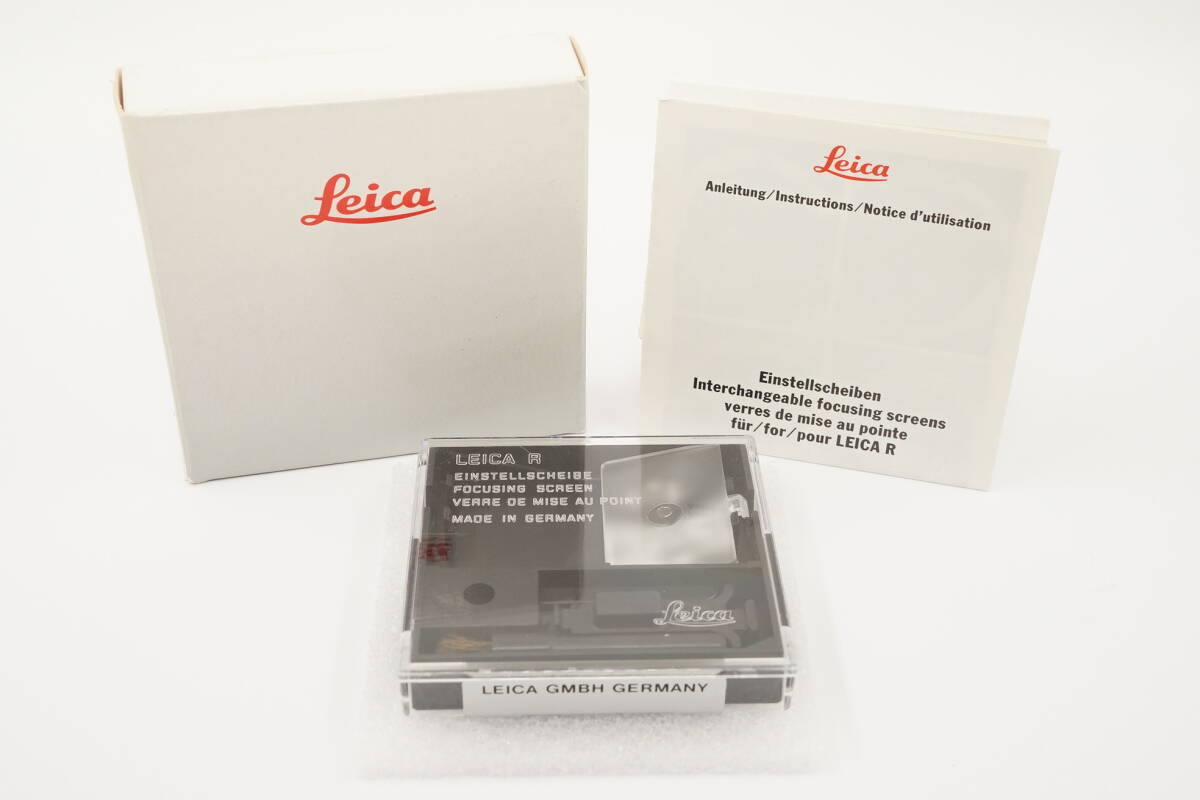 Leica
Leica
Anleitung/Instructions/Notice d'utilisation
Einstellscheiben
Interchangeable focusing screens
verres de mise au pointe
für/for/pour LEICA R
LEICA R
EINSTELLSCHEIBE
FOCUSING SCREEN
VERRE DE MISE AU POINT
MADE IN GERMANY
Leica
LEICA GMBH GERMANY